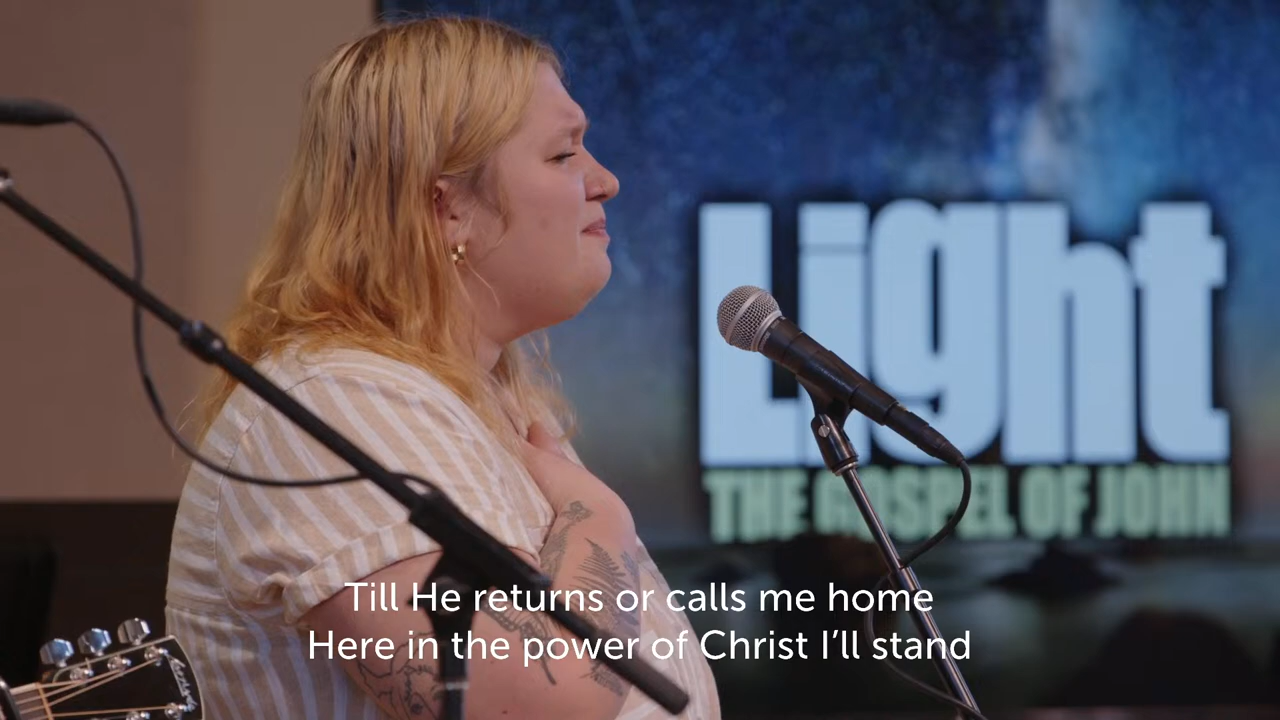 Light
THE GOSPEL OF JOHN
Till He returns or calls me home
Here in the power of Christ I’ll stand